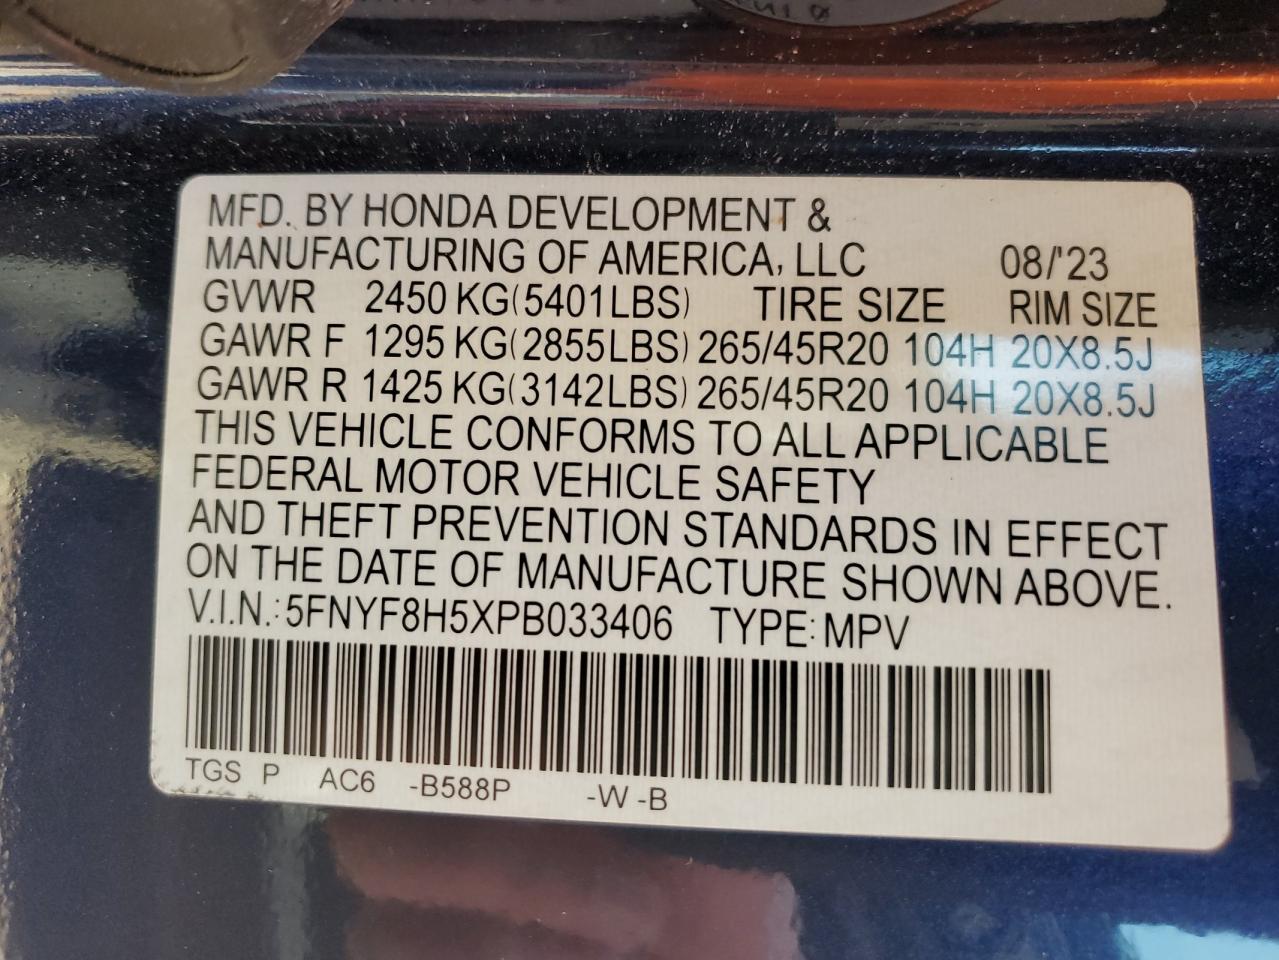 MFD. BY HONDA DEVELOPMENT &
MANUFACTURING OF AMERICA, LLC 08/'23
GVWR 2450 KG(5401LBS) TIRE SIZE RIM SIZE
GAWR F 1295 KG(2855LBS) 265/45R20 104H 20X8.5J
GAWR R 1425 KG(3142LBS) 265/45R20 104H 20X8.5J
THIS VEHICLE CONFORMS TO ALL APPLICABLE
FEDERAL MOTOR VEHICLE SAFETY
AND THEFT PREVENTION STANDARDS IN EFFECT
ON THE DATE OF MANUFACTURE SHOWN ABOVE.
V.I.N.: 5FNYF8H5XPB033406 TYPE: MPV
TGS P AC6 -B588P -W -B